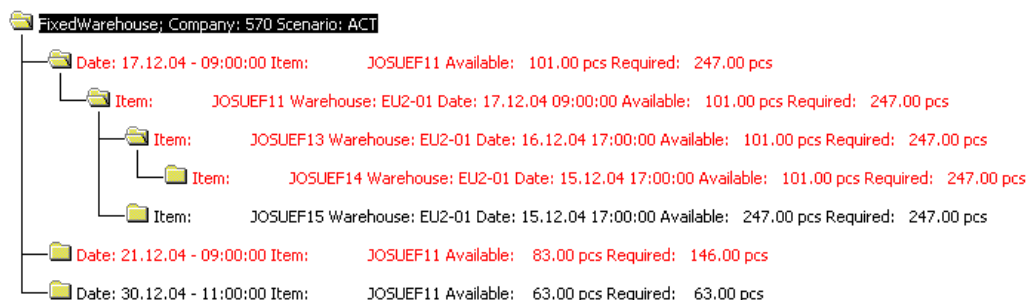 FixedWarehouse; Company: 570 Scenario: ACT
Date: 17.12.04 - 09:00:00 Item: JOSUEF11 Available: 101.00 pcs Required: 247.00 pcs
Item: JOSUEF11 Warehouse: EU2-01 Date: 17.12.04 09:00:00 Available: 101.00 pcs Required: 247.00 pcs
Item: JOSUEF13 Warehouse: EU2-01 Date: 16.12.04 17:00:00 Available: 101.00 pcs Required: 247.00 pcs
Item: JOSUEF14 Warehouse: EU2-01 Date: 15.12.04 17:00:00 Available: 101.00 pcs Required: 247.00 pcs
Item: JOSUEF15 Warehouse: EU2-01 Date: 15.12.04 17:00:00 Available: 247.00 pcs Required: 247.00 pcs
Date: 21.12.04 - 09:00:00 Item: JOSUEF11 Available: 83.00 pcs Required: 146.00 pcs
Date: 30.12.04 - 11:00:00 Item: JOSUEF11 Available: 63.00 pcs Required: 63.00 pcs